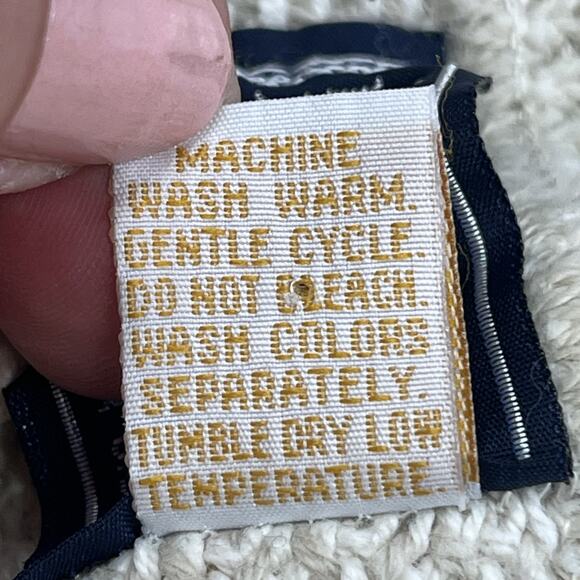 MACHINE
WASH WARM.
GENTLE CYCLE.
DO NOT BLEACH.
WASH COLORS
SEPARATELY.
TUMBLE DRY LOW
TEMPERATURE.